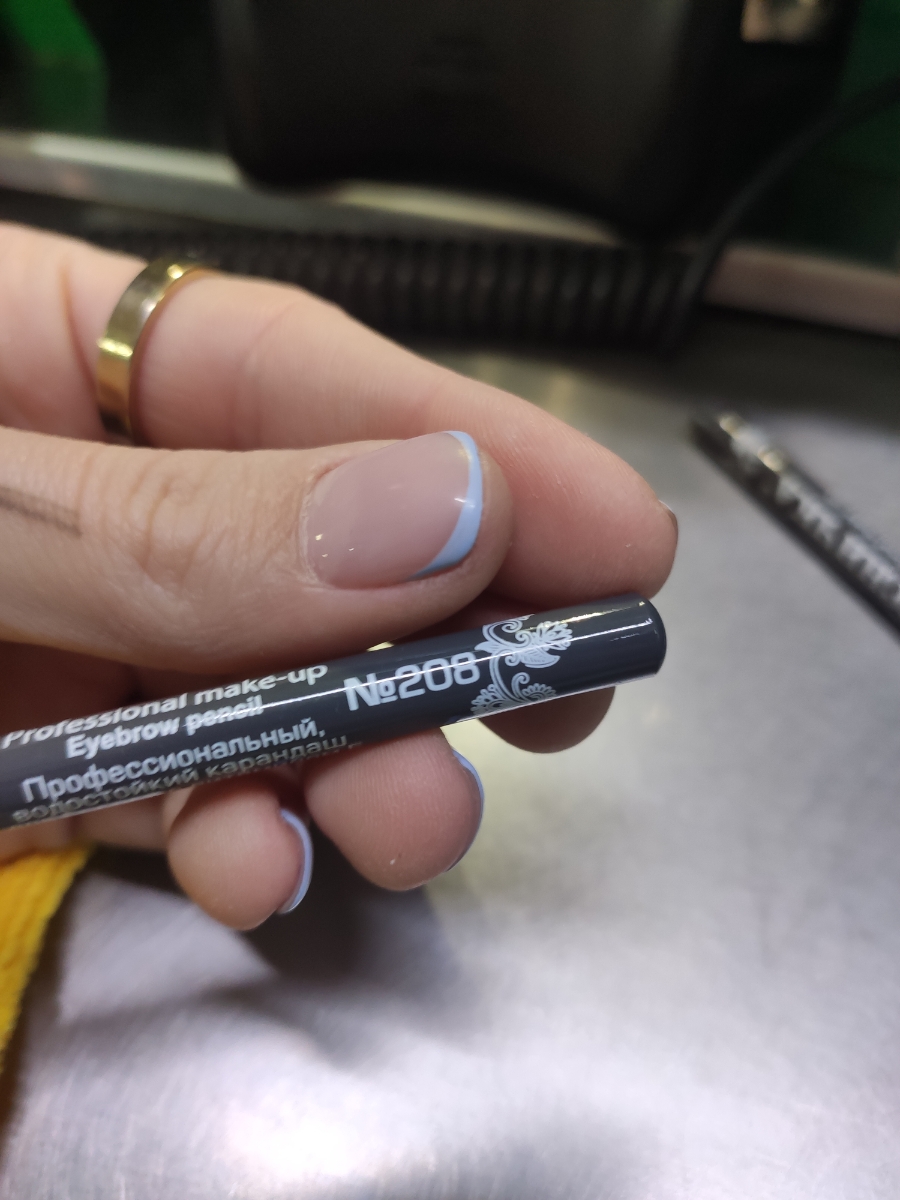 Professional make-up
Eyebrow pencil
№208
Профессиональный,
водостойкий карандаш